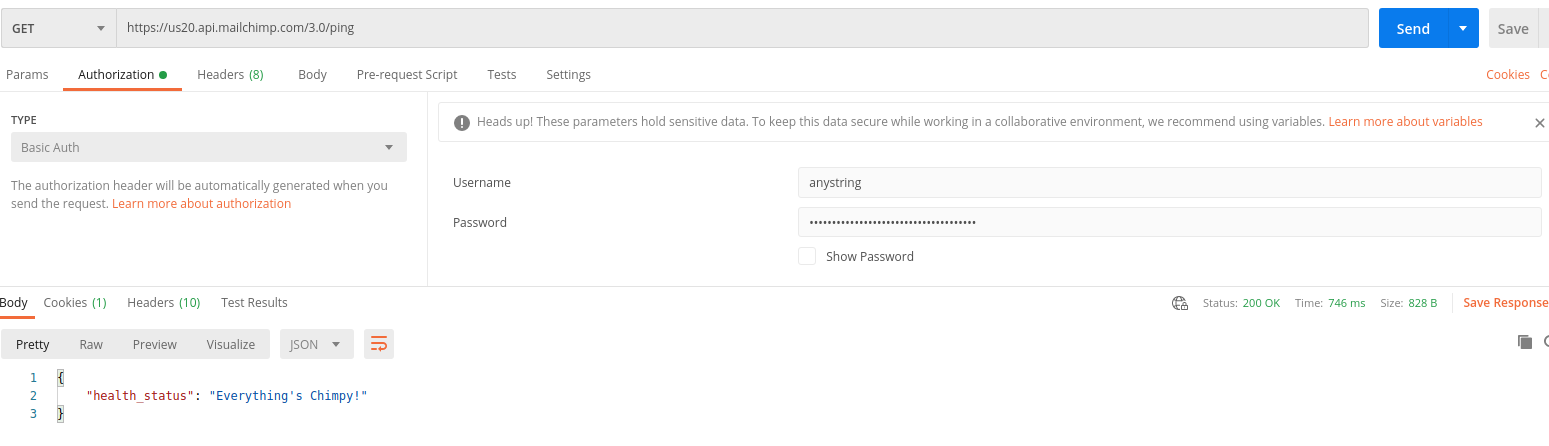 GET https://us20.api.mailchimp.com/3.0/ping Send Save
Params Authorization Headers (8) Body Pre-request Script Tests Settings Cookies
TYPE
Basic Auth
The authorization header will be automatically generated when you
send the request. Learn more about authorization
Heads up! These parameters hold sensitive data. To keep this data secure while working in a collaborative environment, we recommend using variables. Learn more about variables
Username anystring
Password ••••••••••••••••••••••••••••••••••••
Show Password
Body Cookies (1) Headers (10) Test Results Status: 200 OK Time: 746 ms Size: 828 B Save Response
Pretty Raw Preview Visualize JSON
1 {
2 "health_status": "Everything's Chimpy!"
3 }